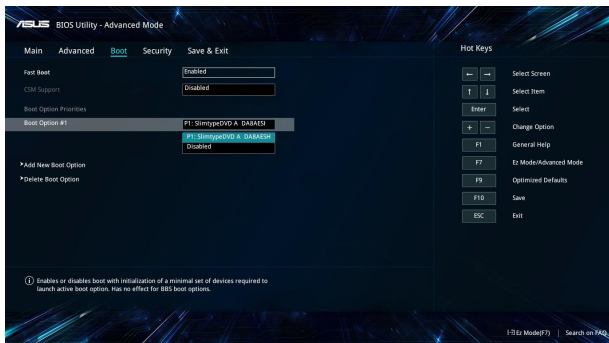 ASUS BIOS Utility - Advanced Mode
Main Advanced Boot Security Save & Exit
Hot Keys
Fast Boot Enabled
CSM Support Disabled
Boot Option Priorities
Boot Option #1 P1: SlimtypeDVD A DA8AESI
P1: SlimtypeDVD A DA8AESH
Disabled
Add New Boot Option
Delete Boot Option
← → Select Screen
↑ ↓ Select Item
Enter Select
+ − Change Option
F1 General Help
F7 Ez Mode/Advanced Mode
F9 Optimized Defaults
F10 Save
ESC Exit
Enables or disables boot with initialization of a minimal set of devices required to
launch active boot option. Has no effect for BBS boot options.
Ez Mode(F7) | Search on FAQ